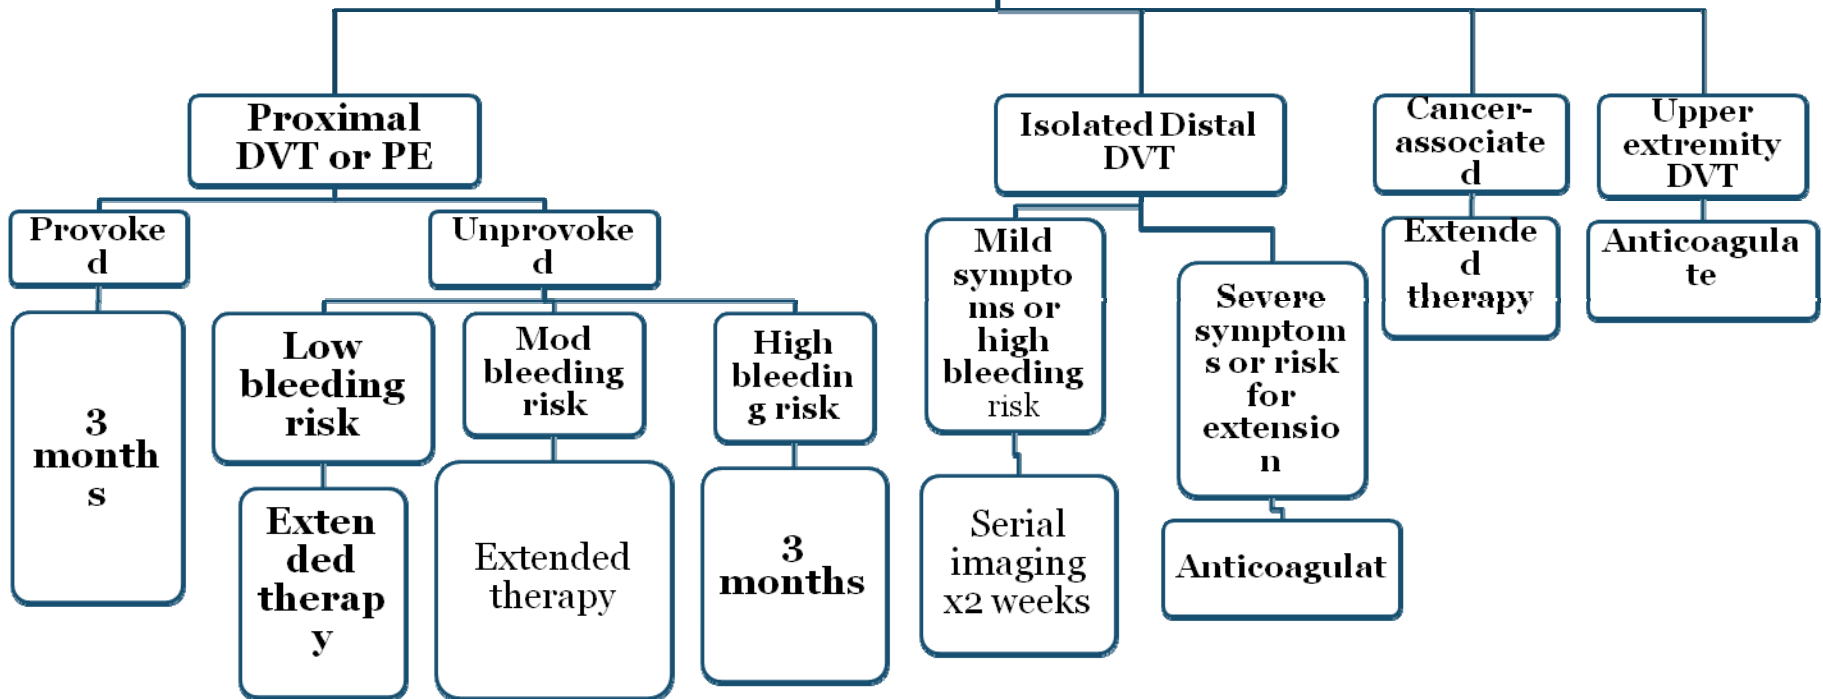 Proximal
DVT or PE
Provoke
d
3
month
s
Unprovoke
d
Low
bleeding
risk
Exten
ded
therap
y
Mod
bleeding
risk
Extended
therapy
High
bleedin
g risk
3
months
Isolated Distal
DVT
Mild
sympto
ms or
high
bleeding
risk
Serial
imaging
x2 weeks
Severe
symptom
s or risk
for
extensio
n
Anticoagulat
Cancer-
associate
d
Extende
d
therapy
Upper
extremity
DVT
Anticoagula
te